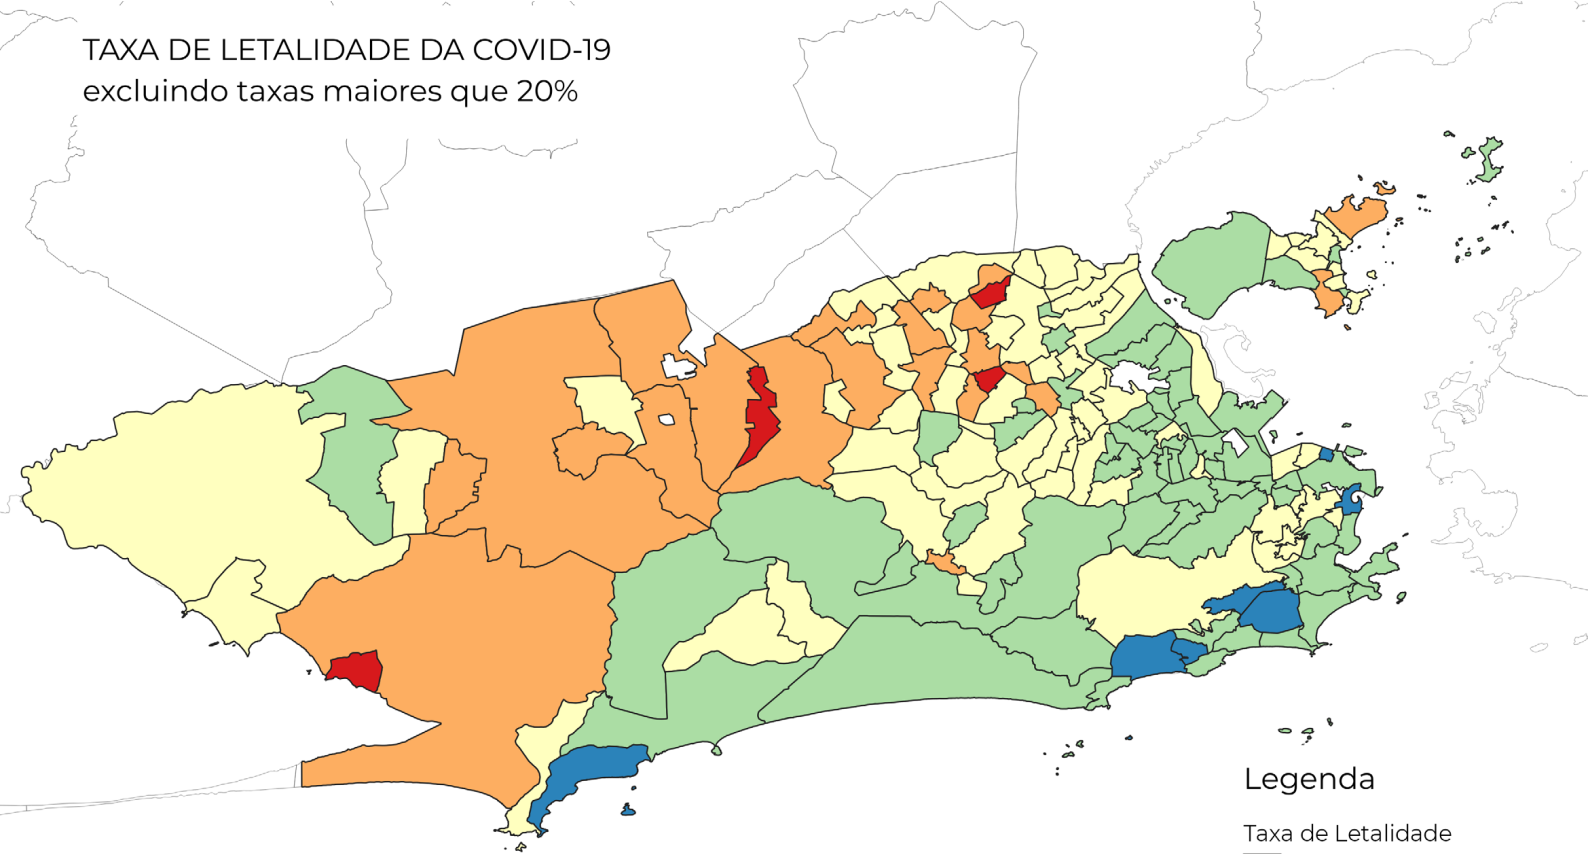 TAXA DE LETALIDADE DA COVID-19
excluindo taxas maiores que 20%
Legenda
Taxa de Letalidade